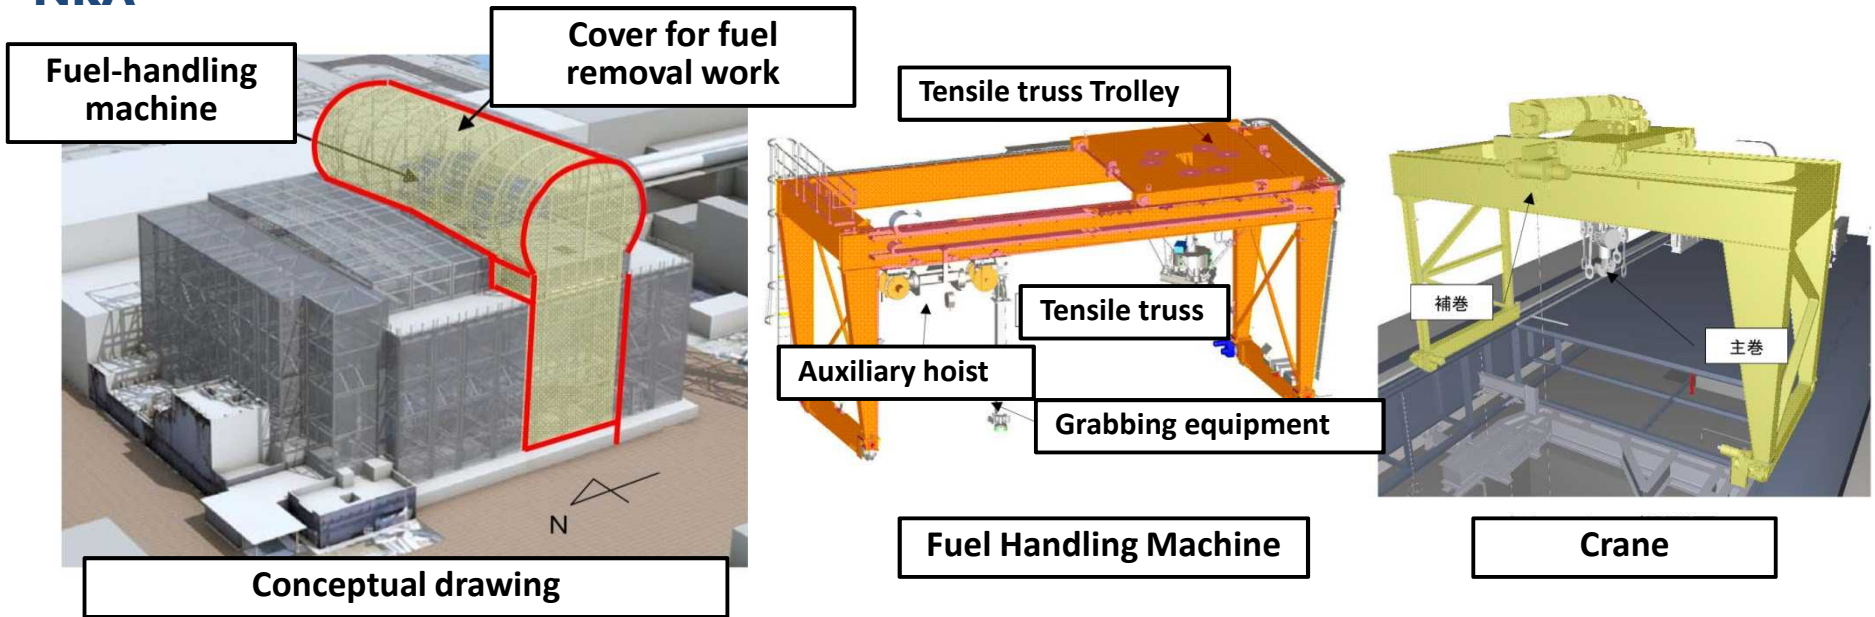 NRA
Fuel-handling
machine
Cover for fuel
removal work
N
Conceptual drawing
Tensile truss Trolley
Tensile truss
Auxiliary hoist
Grabbing equipment
Fuel Handling Machine
補巻
主巻
Crane